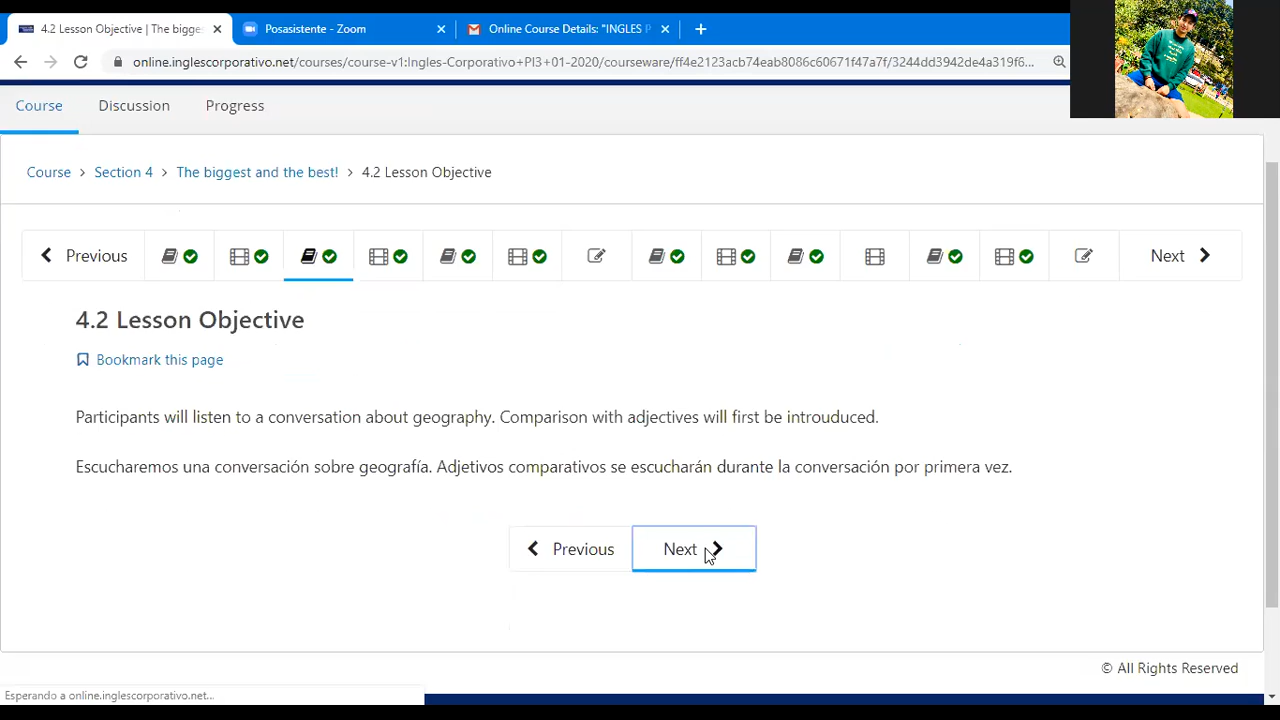 4.2 Lesson Objective | The bigges
Posasistente - Zoom
Online Course Details: "INGLES P
online.inglescorporativo.net/courses/course-v1:Ingles-Corporativo+PI3+01-2020/courseware/ff4e2123acb74eab8086c60671f47a7f/3244dd3942de4a319f6...
Course
Discussion
Progress
Course > Section 4 > The biggest and the best! > 4.2 Lesson Objective
Previous
Next
4.2 Lesson Objective
Bookmark this page
Participants will listen to a conversation about geography. Comparison with adjectives will first be introuduced.
Escucharemos una conversación sobre geografía. Adjetivos comparativos se escucharán durante la conversación por primera vez.
Previous
Next
© All Rights Reserved
Esperando a online.inglescorporativo.net...